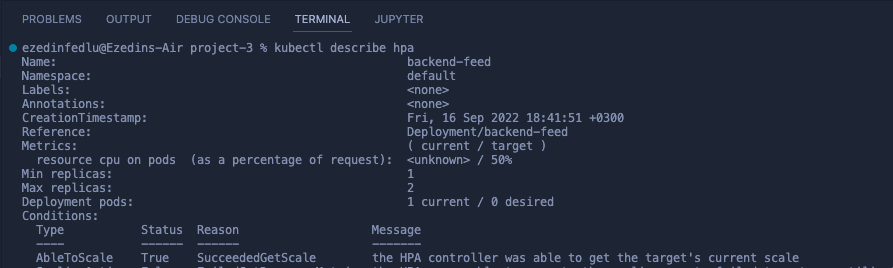 PROBLEMS OUTPUT DEBUG CONSOLE TERMINAL JUPYTER
ezedinfedlu@Ezedins-Air project-3 % kubectl describe hpa
Name: backend-feed
Namespace: default
Labels: <none>
Annotations: <none>
CreationTimestamp: Fri, 16 Sep 2022 18:41:51 +0300
Reference: Deployment/backend-feed
Metrics: ( current / target )
resource cpu on pods (as a percentage of request): <unknown> / 50%
Min replicas: 1
Max replicas: 2
Deployment pods: 1 current / 0 desired
Conditions:
Type Status Reason Message
---- ------ ------ -------
AbleToScale True SucceededGetScale the HPA controller was able to get the target's current scale